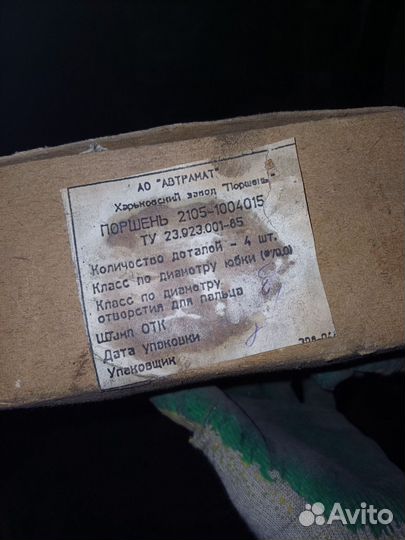 АО "АВТРАМАТ"
Харьковский завод "Поршень"
ПОРШЕНЬ 2105-1004015
ТУ 23.923.001-85
Количество деталей - 4 шт.
Класс по диаметру юбки
Класс по диаметру
отверстия для пальца 3
Штамп ОТК
Дата упаковки
Упаковщик
Avito